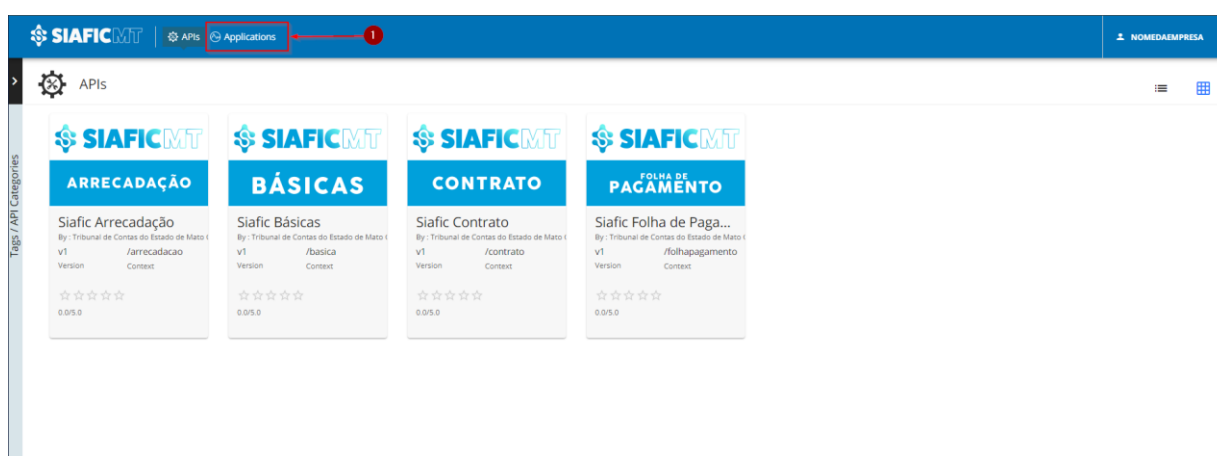 SIAFICMT APIs Applications 1 NOMEDAEMPRESA
APIs
Tags / API Categories
SIAFICMT SIAFICMT SIAFICMT SIAFICMT
ARRECADAÇÃO BÁSICAS CONTRATO FOLHA DE PAGAMENTO
Siafic Arrecadação Siafic Básicas Siafic Contrato Siafic Folha de Paga...
By : Tribunal de Contas do Estado de Mato By : Tribunal de Contas do Estado de Mato By : Tribunal de Contas do Estado de Mato By : Tribunal de Contas do Estado de Mato
v1 /arrecadacao v1 /basica v1 /contrato v1 /folhapagamento
Version Context Version Context Version Context Version Context
0.0/5.0 0.0/5.0 0.0/5.0 0.0/5.0